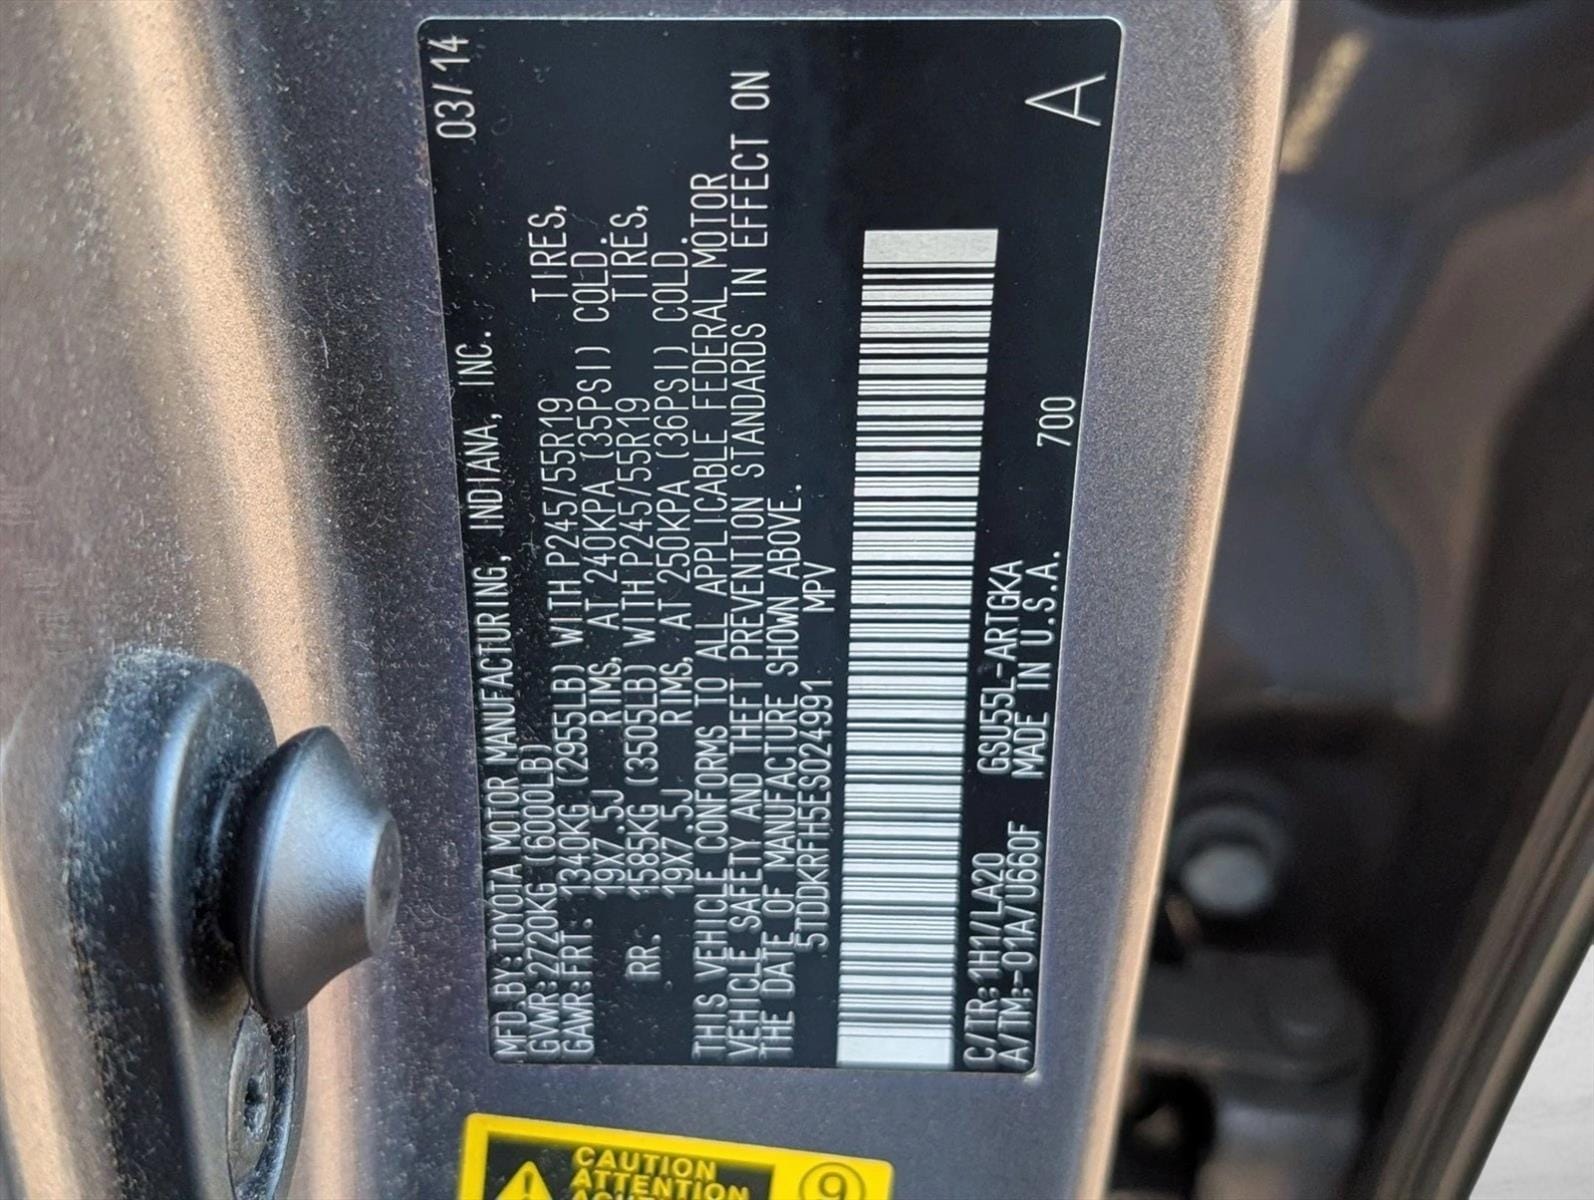 03/14
MFD.BY:TOYOTA MOTOR MANUFACTURING, INDIANA, INC.
GVWR:2720KG (6000LB)
GAWR:FRT. 1340KG (2955LB) WITH P245/55R19 TIRES,
19X7.5J RIMS, AT 240KPA (35PSI) COLD.
RR. 1585KG (3505LB) WITH P245/55R19 TIRES,
19X7.5J RIMS, AT 250KPA (36PSI) COLD.
THIS VEHICLE CONFORMS TO ALL APPLICABLE FEDERAL MOTOR
VEHICLE SAFETY AND THEFT PREVENTION STANDARDS IN EFFECT ON
THE DATE OF MANUFACTURE SHOWN ABOVE.
5TDDKRFH5ES024991 MPV
C/TR:1H1/LA20 GSU55L-ARTGKA 700
A/TM:-01A/U660F MADE IN U.S.A.
A
CAUTION
ATTENTION
9